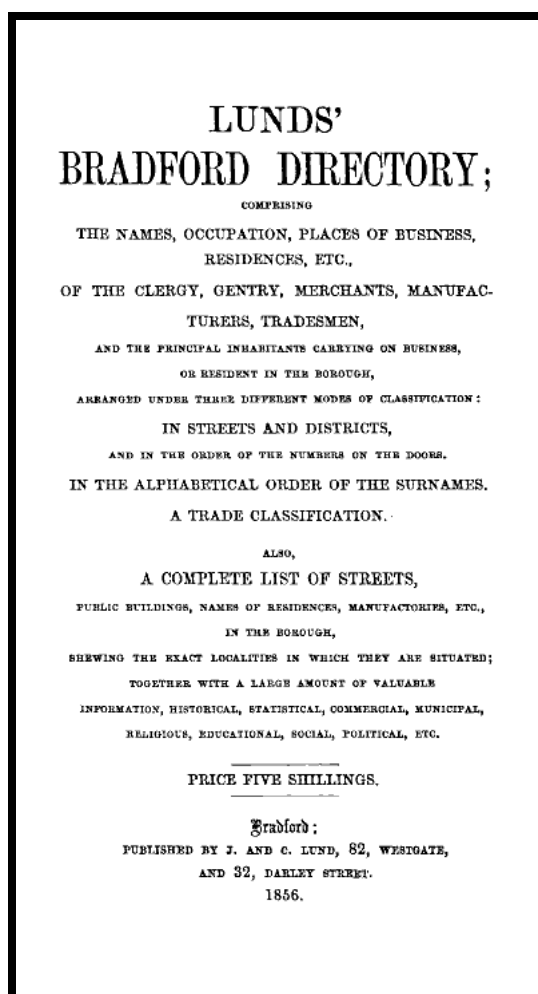 LUNDS'
BRADFORD DIRECTORY;
COMPRISING
THE NAMES, OCCUPATION, PLACES OF BUSINESS,
RESIDENCES, ETC.,
OF THE CLERGY, GENTRY, MERCHANTS, MANUFAC-
TURERS, TRADESMEN,
AND THE PRINCIPAL INHABITANTS CARRYING ON BUSINESS,
OR RESIDENT IN THE BOROUGH,
ARRANGED UNDER THREE DIFFERENT MODES OF CLASSIFICATION:
IN STREETS AND DISTRICTS,
AND IN THE ORDER OF THE NUMBERS ON THE DOORS.
IN THE ALPHABETICAL ORDER OF THE SURNAMES.
A TRADE CLASSIFICATION.
ALSO,
A COMPLETE LIST OF STREETS,
PUBLIC BUILDINGS, NAMES OF RESIDENCES, MANUFACTORIES, ETC.,
IN THE BOROUGH,
SHEWING THE EXACT LOCALITIES IN WHICH THEY ARE SITUATED;
TOGETHER WITH A LARGE AMOUNT OF VALUABLE
INFORMATION, HISTORICAL, STATISTICAL, COMMERCIAL, MUNICIPAL,
RELIGIOUS, EDUCATIONAL, SOCIAL, POLITICAL, ETC.
PRICE FIVE SHILLINGS.
Bradford:
PUBLISHED BY J. AND C. LUND, 82, WESTGATE,
AND 32, DARLEY STREET.
1856.